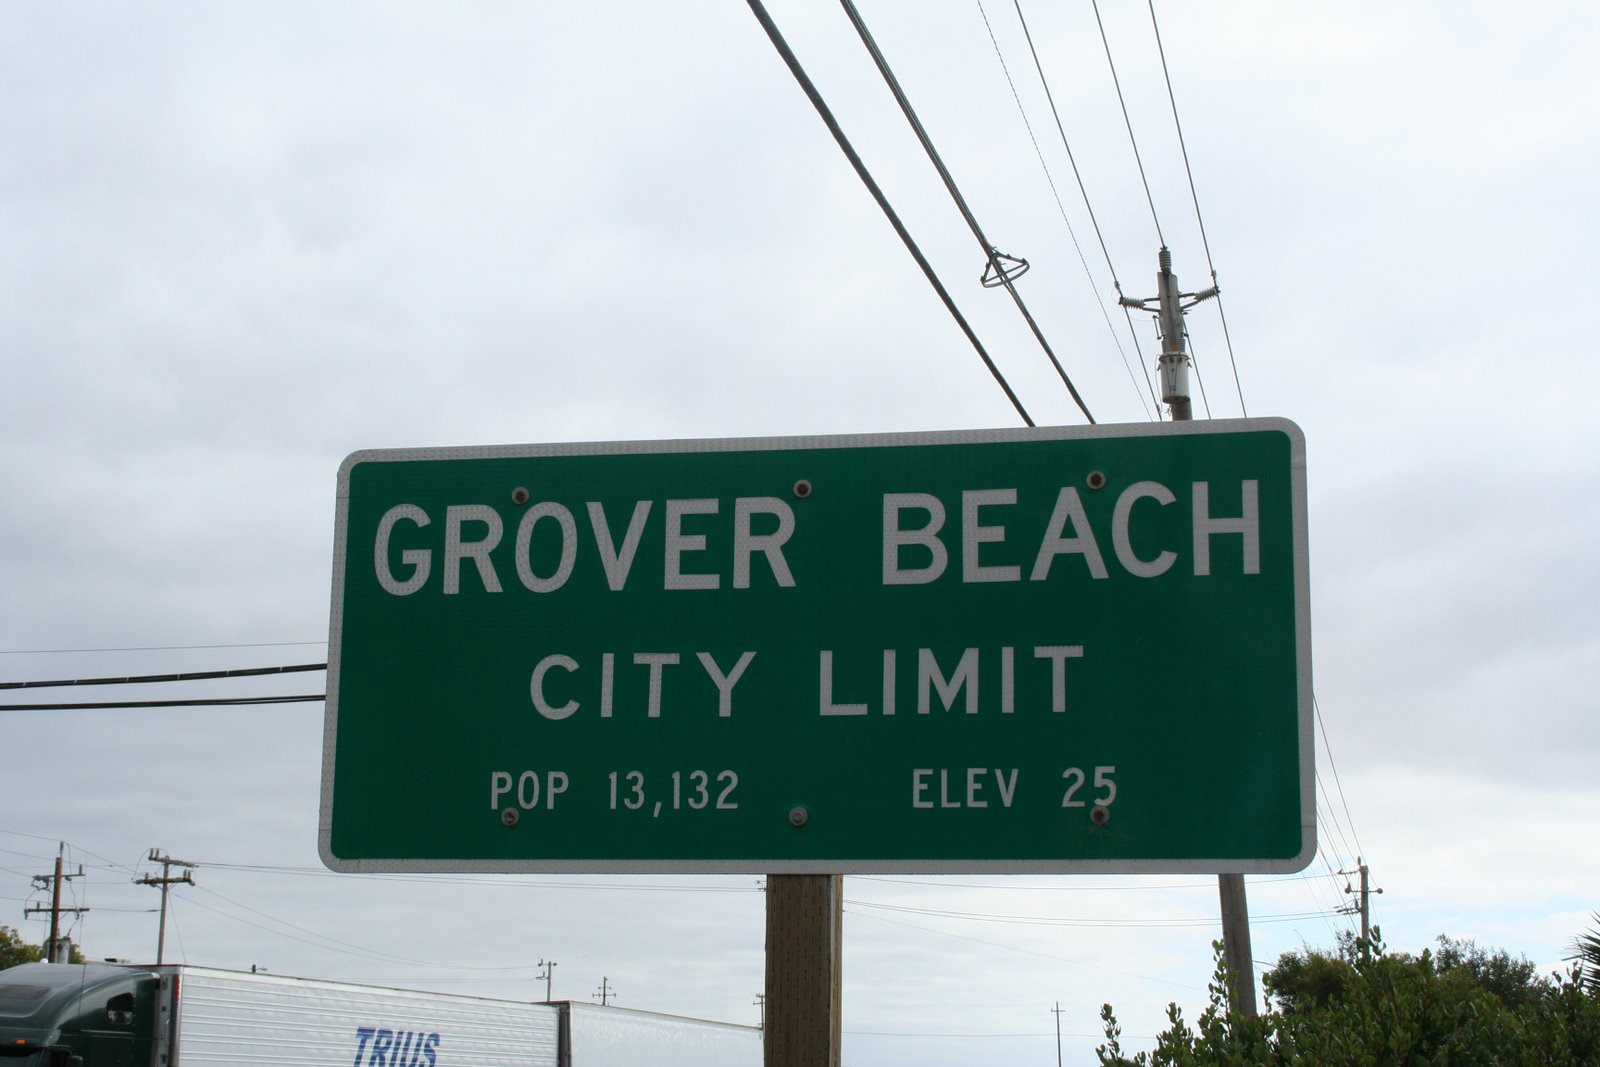 GROVER BEACH
CITY LIMIT
POP 13,132 ELEV 25
TRIUS